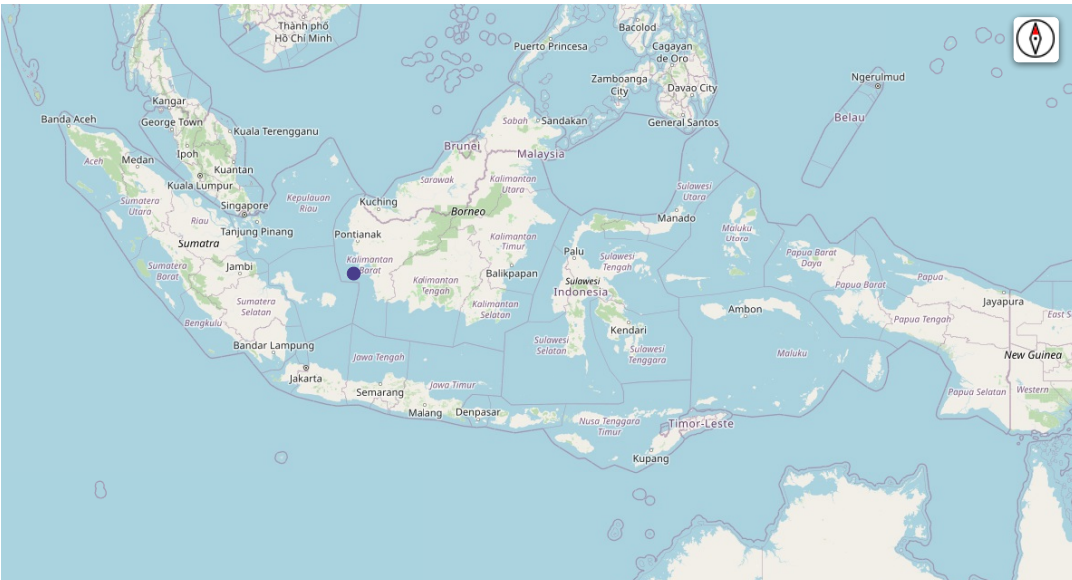 Thành phố
Hồ Chí Minh
Bacolod
Puerto Princesa
Cagayan
de Oro
Zamboanga
City
Davao City
Ngerulmud
Kangar
Banda Aceh
George Town
Kuala Terengganu
Sabah
Sandakan
General Santos
Belau
Brunei
Malaysia
Ipoh
Aceh
Medan
Kuantan
Kuala Lumpur
Sarawak
Kalimantan
Utara
Sulawesi
Utara
Sumatera
Utara
Kepulauan
Riau
Kuching
Singapore
Borneo
Manado
Riau
Tanjung Pinang
Pontianak
Maluku
Utara
Sumatra
Kalimantan
Timur
Palu
Papua Barat
Daya
Sumatera
Barat
Jambi
Kalimantan
Barat
Balikpapan
Sulawesi
Tengah
Papua
Kalimantan
Tengah
Sulawesi
Indonesia
Papua Barat
Sumatera
Selatan
Kalimantan
Selatan
Ambon
Jayapura
Bengkulu
Kendari
Papua Tengah
East S
Bandar Lampung
Sulawesi
Selatan
Sulawesi
Tenggara
Jawa Tengah
Maluku
New Guinea
Jakarta
Semarang
Jawa Timur
Papua Selatan
Western
Malang
Denpasar
Nusa Tenggara
Timur
Timor-Leste
Kupang